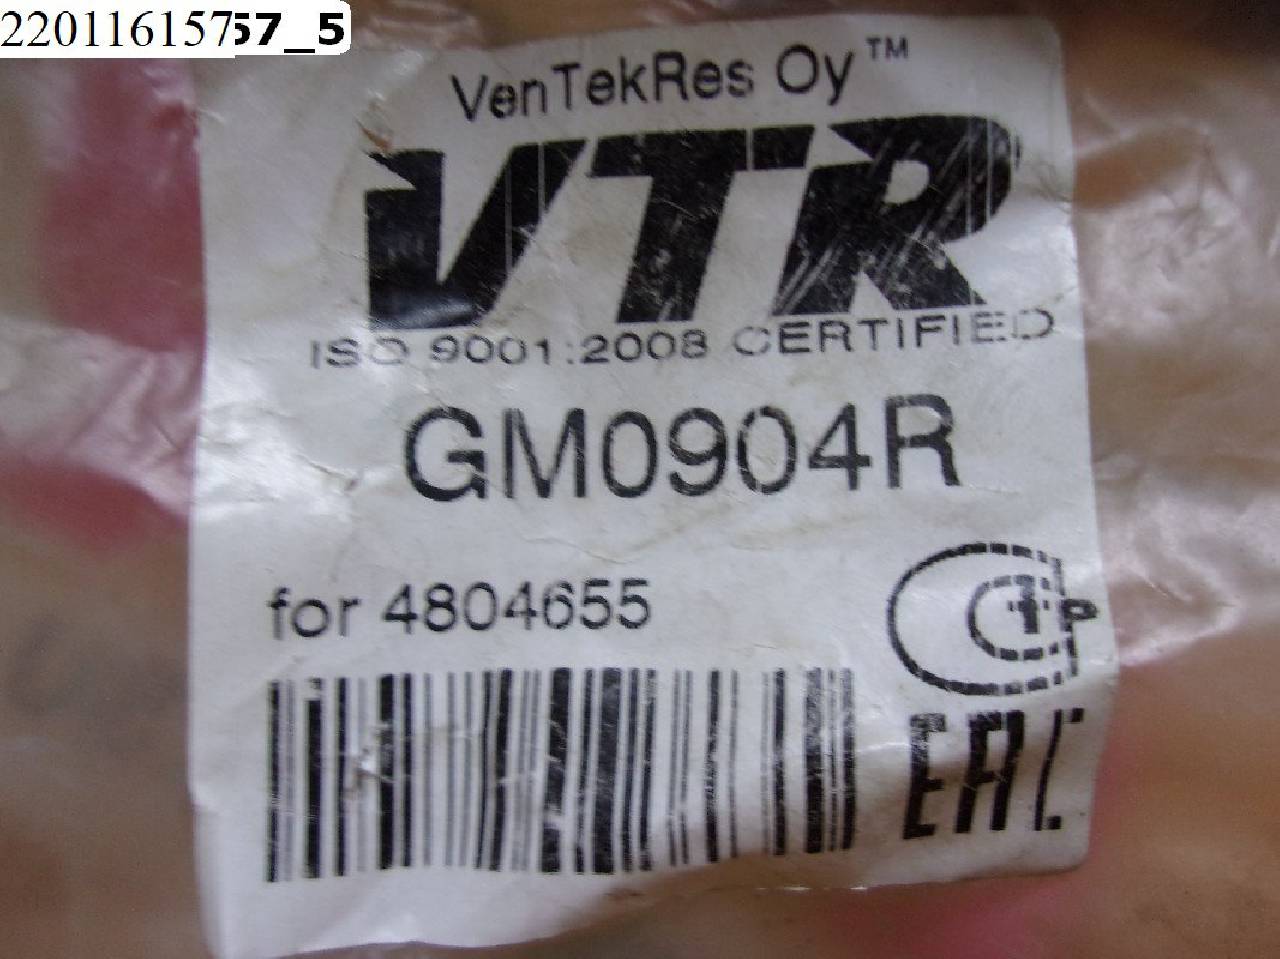 22011615757_5
VenTekRes Oy™
VTR
ISO 9001:2008 CERTIFIED
GM0904R
for 4804655
EAC